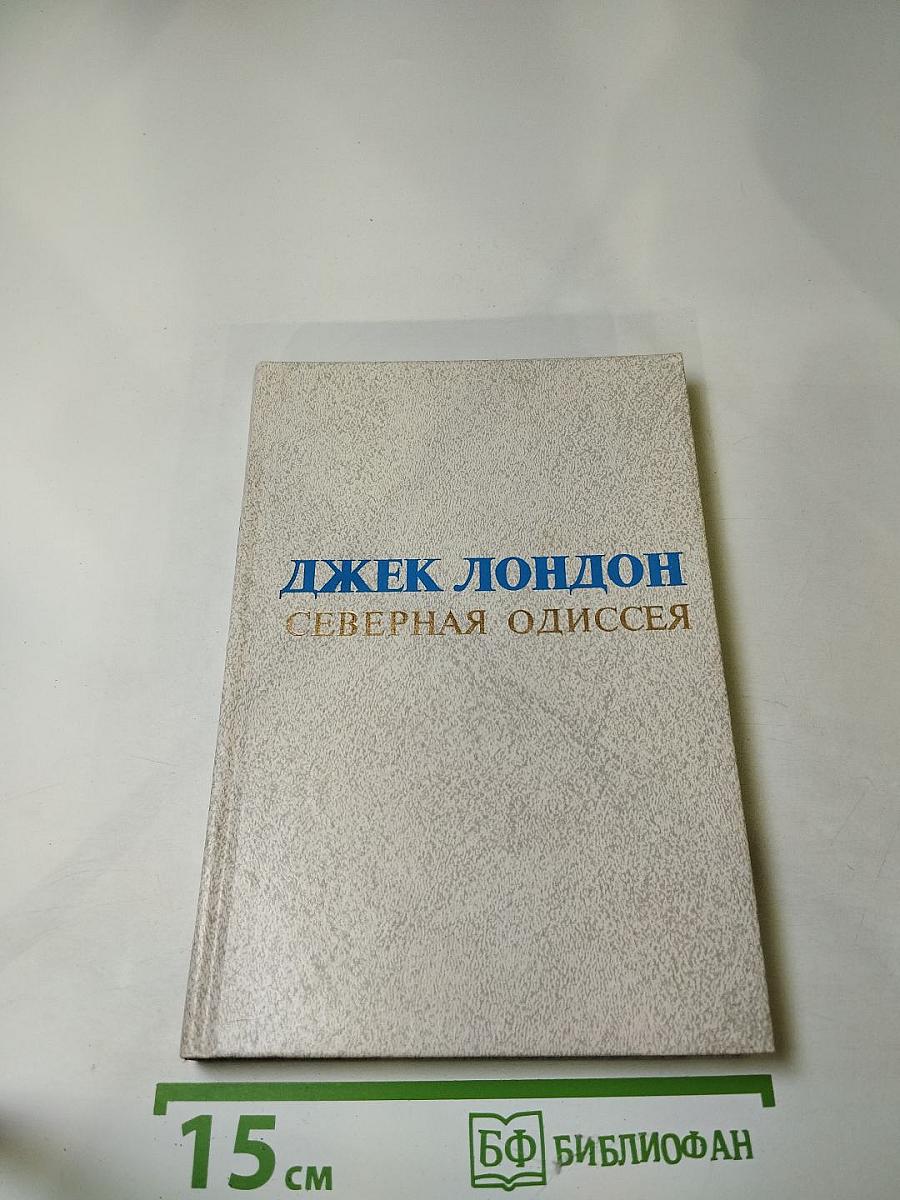 ДЖЕК ЛОНДОН
СЕВЕРНАЯ ОДИССЕЯ
15 см
БФ БИБЛИОФАН